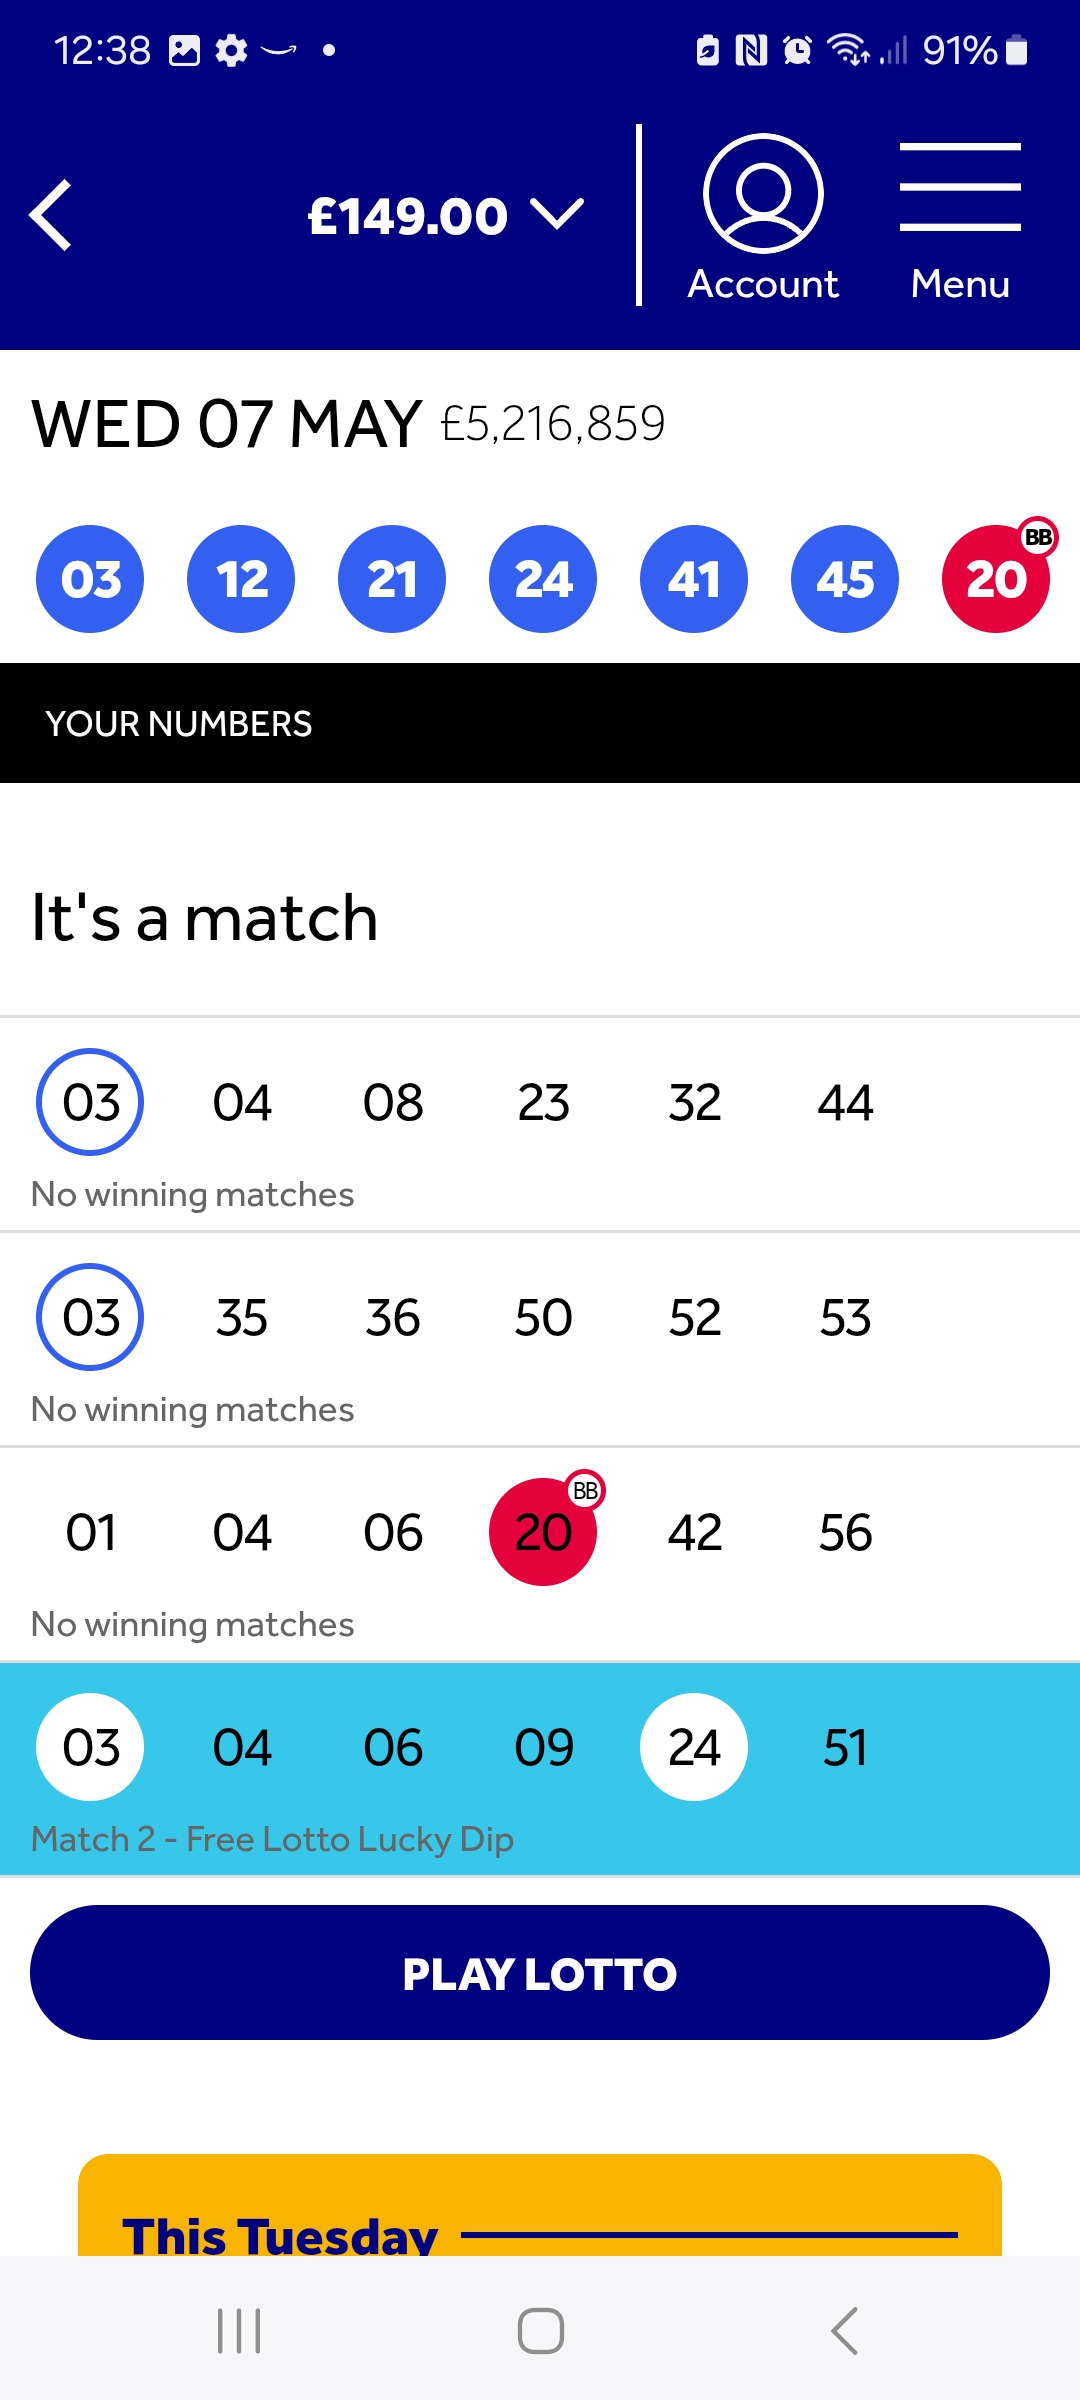 12:38 91%
£149.00
Account Menu
WED 07 MAY £5,216,859
03 12 21 24 41 45 20 BB
YOUR NUMBERS
It's a match
03 04 08 23 32 44
No winning matches
03 35 36 50 52 53
No winning matches
01 04 06 20 BB 42 56
No winning matches
03 04 06 09 24 51
Match 2 - Free Lotto Lucky Dip
PLAY LOTTO
This Tuesday